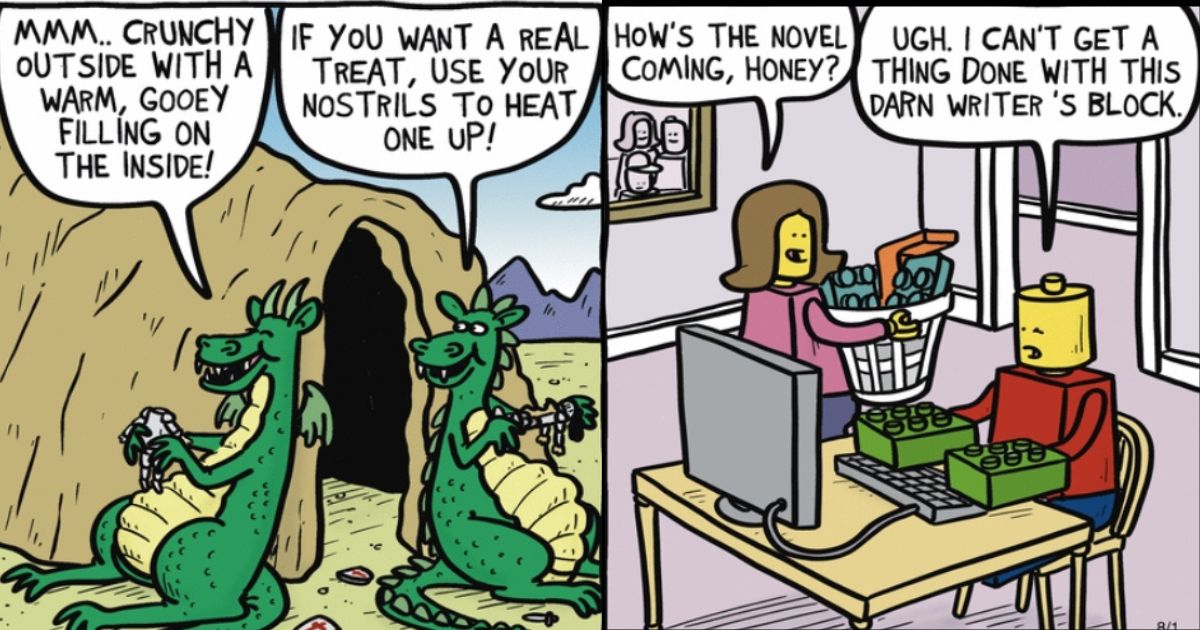 MMM.. CRUNCHY
OUTSIDE WITH A
WARM, GOOEY
FILLING ON
THE INSIDE!
IF YOU WANT A REAL
TREAT, USE YOUR
NOSTRILS TO HEAT
ONE UP!
HOW'S THE NOVEL
COMING, HONEY?
UGH. I CAN'T GET A
THING DONE WITH THIS
DARN WRITER 'S BLOCK.
8/1